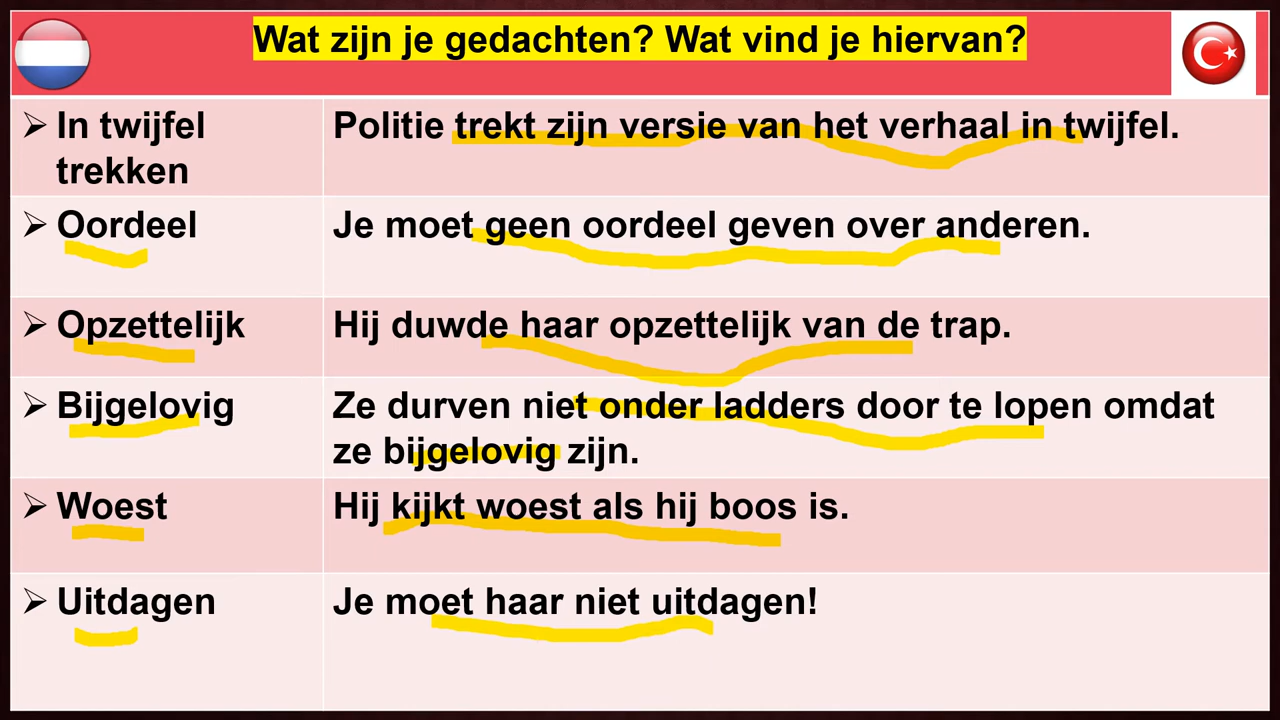 Wat zijn je gedachten? Wat vind je hiervan?
In twijfel
trekken
Politie trekt zijn versie van het verhaal in twijfel.
Oordeel
Je moet geen oordeel geven over anderen.
Opzettelijk
Hij duwde haar opzettelijk van de trap.
Bijgelovig
Ze durven niet onder ladders door te lopen omdat
ze bijgelovig zijn.
Woest
Hij kijkt woest als hij boos is.
Uitdagen
Je moet haar niet uitdagen!